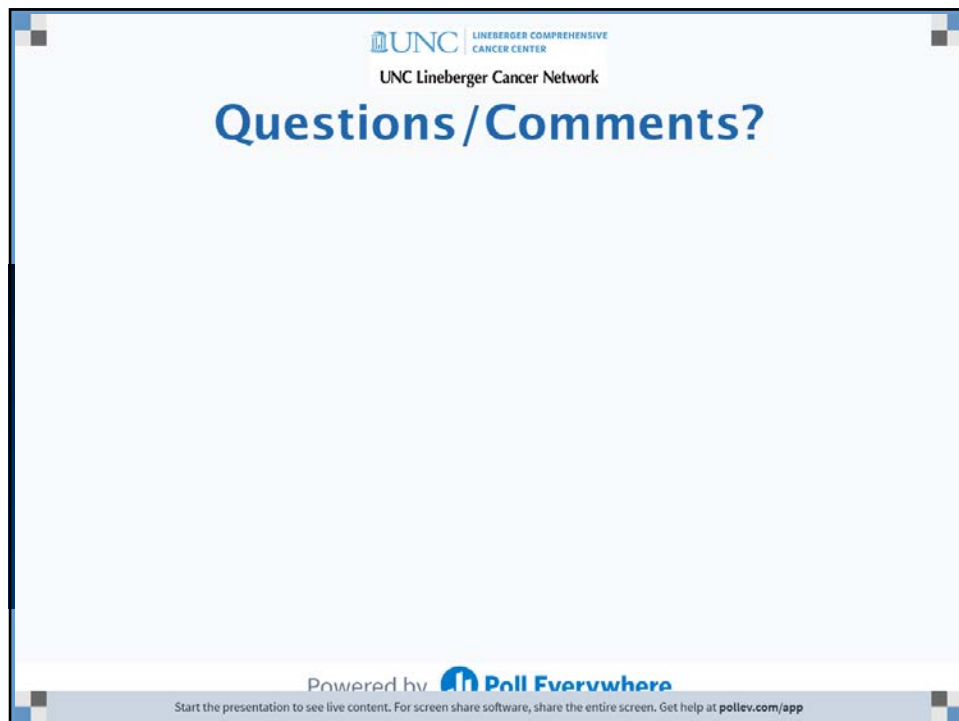 UNC LINEBERGER COMPREHENSIVE
CANCER CENTER
UNC Lineberger Cancer Network
Questions/Comments?
Powered by Poll Everywhere
Start the presentation to see live content. For screen share software, share the entire screen. Get help at pollev.com/app